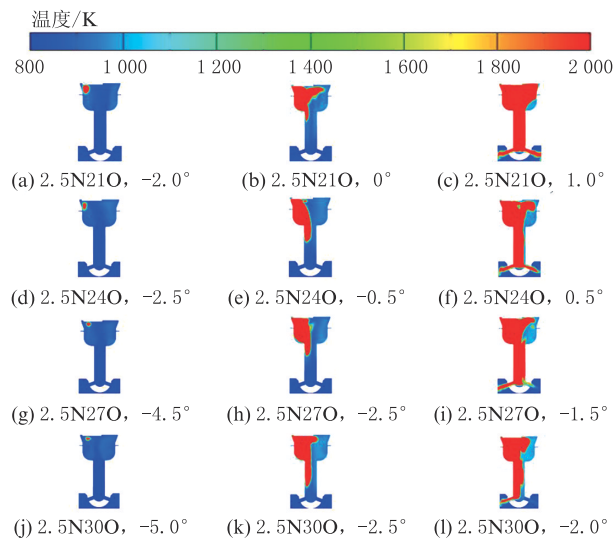 温度/K
800 1 000 1 200 1 400 1 600 1 800 2 000
(a) 2.5N21O, -2.0° (b) 2.5N21O, 0° (c) 2.5N21O, 1.0°
(d) 2.5N24O, -2.5° (e) 2.5N24O, -0.5° (f) 2.5N24O, 0.5°
(g) 2.5N27O, -4.5° (h) 2.5N27O, -2.5° (i) 2.5N27O, -1.5°
(j) 2.5N30O, -5.0° (k) 2.5N30O, -2.5° (l) 2.5N30O, -2.0°